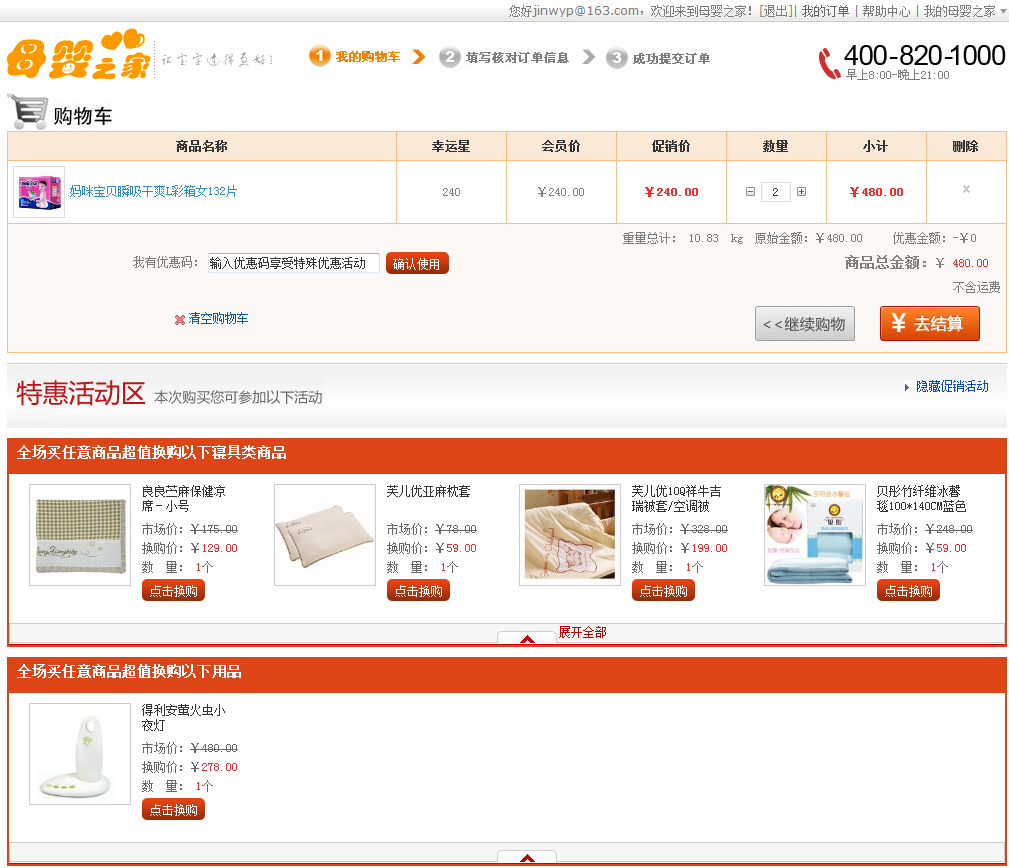 您好jinwyp@163.com，欢迎来到母婴之家！[退出]| 我的订单 | 帮助中心 | 我的母婴之家
母婴之家 让宝宝选择更好！ 1 我的购物车 2 填写核对订单信息 3 成功提交订单 400-820-1000
早上8:00-晚上21:00
购物车
商品名称 幸运星 会员价 促销价 数量 小计 删除
妈咪宝贝瞬吸干爽L彩箱女132片 240 ￥240.00 ￥240.00 2 ￥480.00 x
重量总计： 10.83 kg 原始金额：￥480.00 优惠金额：-￥0
我有优惠码： 输入优惠码享受特殊优惠活动 确认使用 商品总金额：￥ 480.00
不含运费
清空购物车 <<继续购物 ￥ 去结算
特惠活动区 本次购买您可参加以下活动 隐藏促销活动
全场买任意商品超值换购以下寝具类商品
良良苎麻保健凉
席－小号
市场价：￥175.00
换购价：￥129.00
数 量： 1个
点击换购
芙儿优亚麻枕套
市场价：￥78.00
换购价：￥59.00
数 量： 1个
点击换购
芙儿优10Q祥牛吉
瑞被套/空调被
市场价：￥328.00
换购价：￥199.00
数 量： 1个
点击换购
贝彤竹纤维冰馨
毯100*140CM蓝色
市场价：￥248.00
换购价：￥59.00
数 量： 1个
点击换购
展开全部
全场买任意商品超值换购以下用品
得利安萤火虫小
夜灯
市场价：￥480.00
换购价：￥278.00
数 量： 1个
点击换购